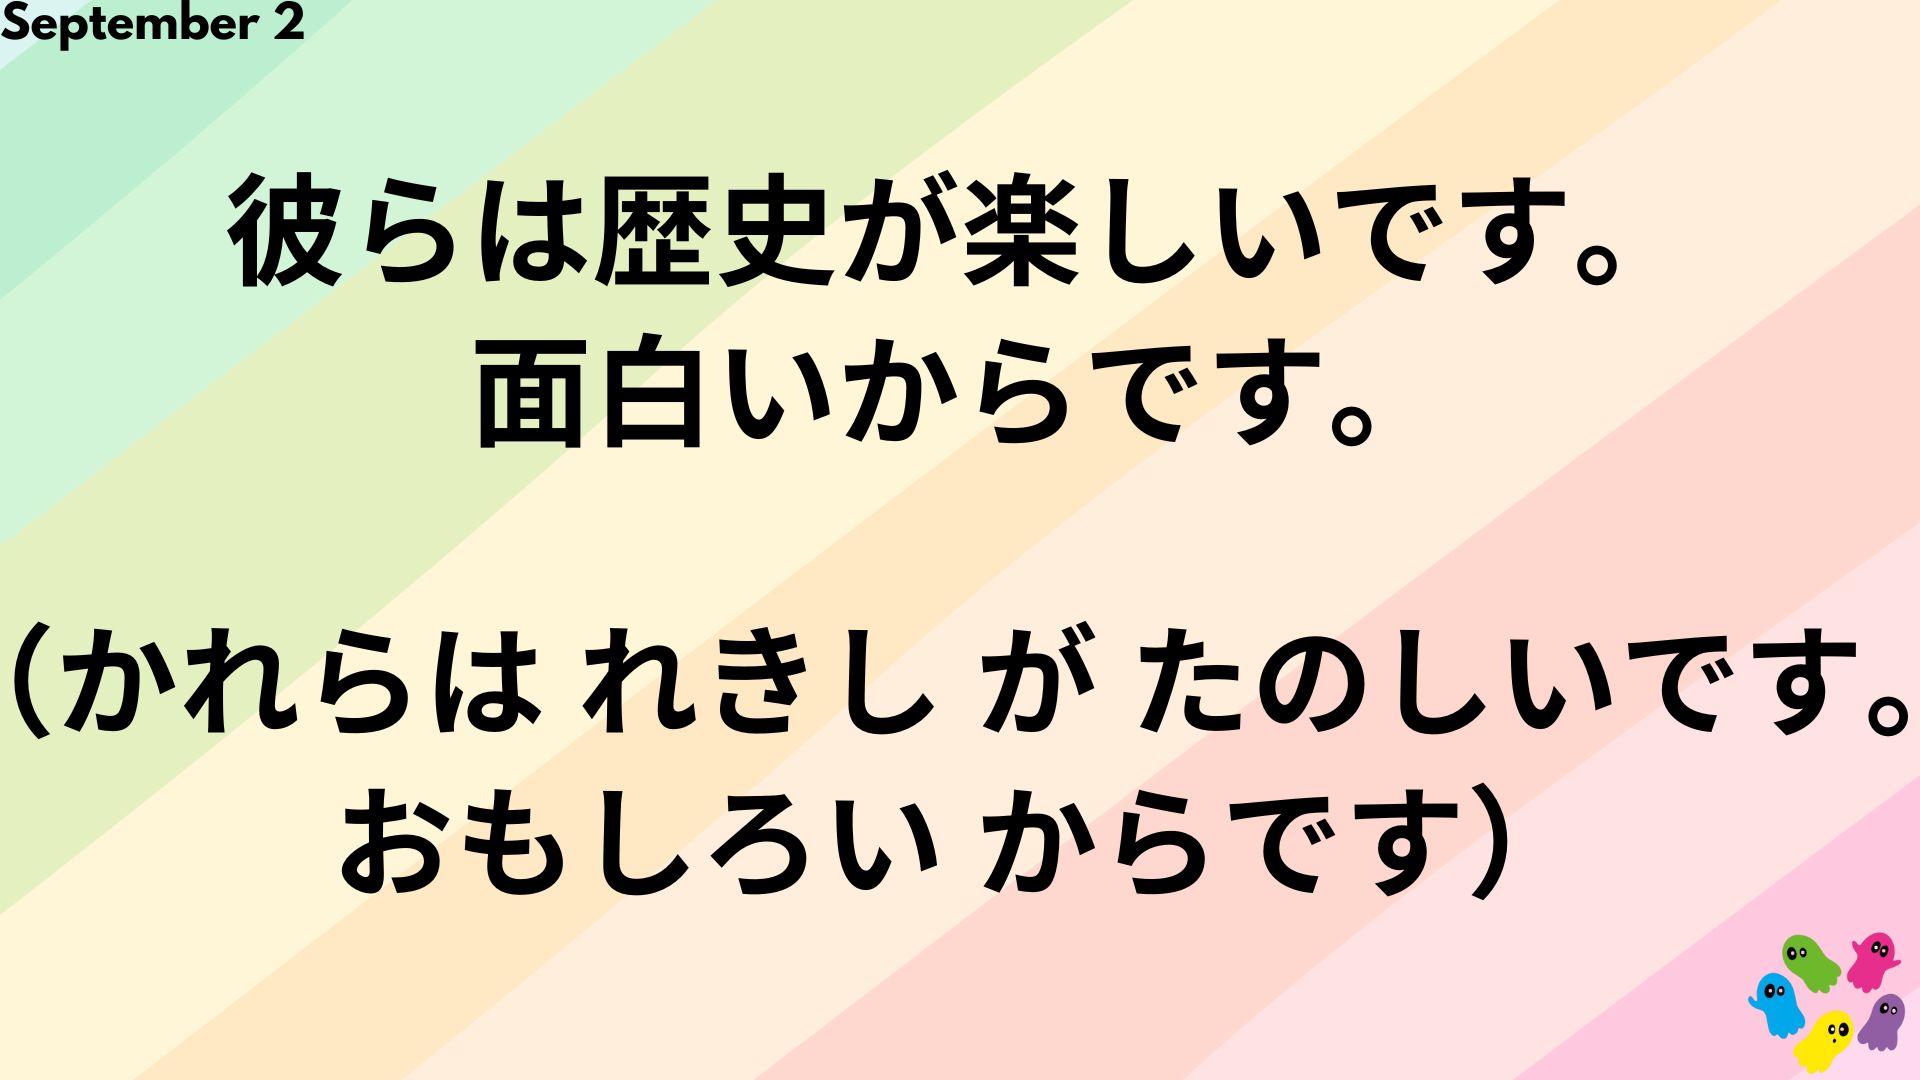 September 2
彼らは歴史が楽しいです。
面白いからです。
（かれらは れきし が たのしいです。
おもしろい からです）